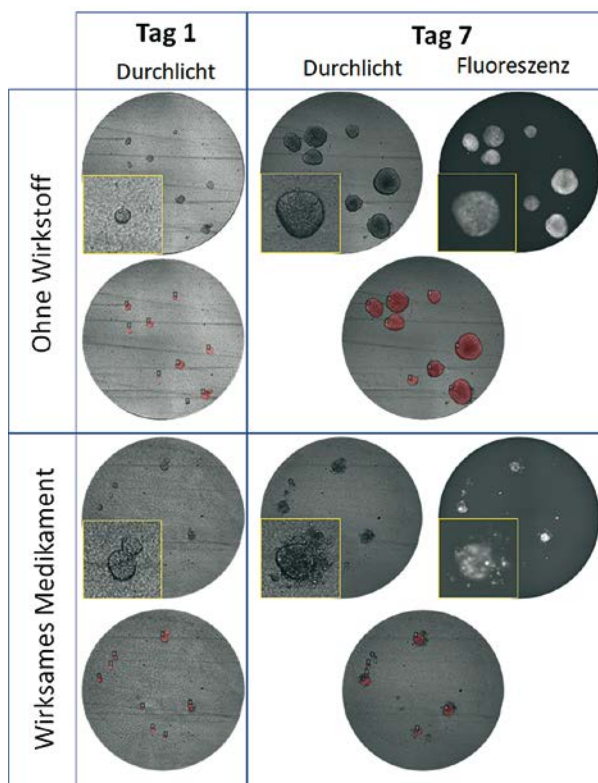 Tag 1
Tag 7
Durchlicht
Durchlicht
Fluoreszenz
Ohne Wirkstoff
Wirksames Medikament